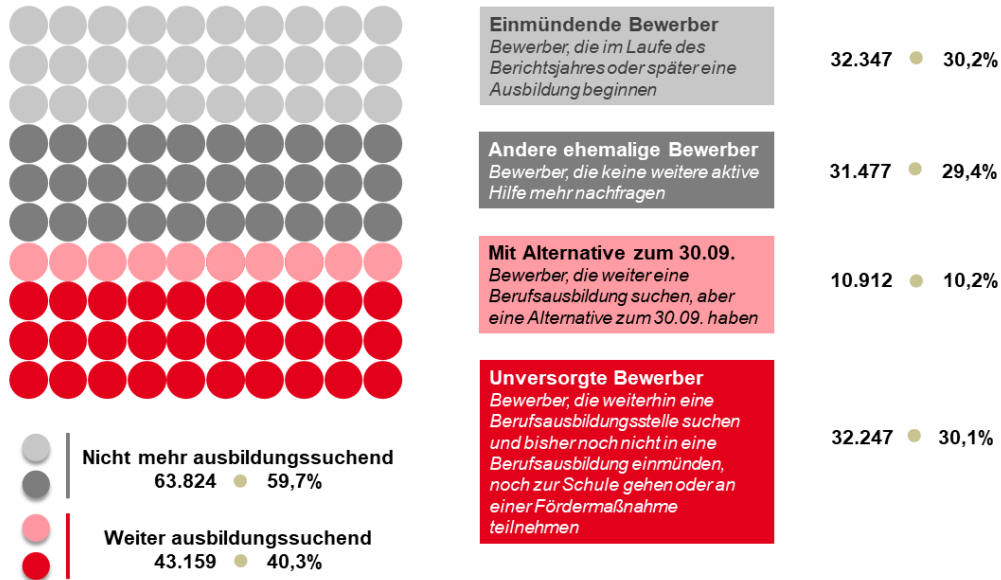 Einmündende Bewerber
Bewerber, die im Laufe des
Berichtsjahres oder später eine
Ausbildung beginnen
32.347 30,2%
Andere ehemalige Bewerber
Bewerber, die keine weitere aktive
Hilfe mehr nachfragen
31.477 29,4%
Mit Alternative zum 30.09.
Bewerber, die weiter eine
Berufsausbildung suchen, aber
eine Alternative zum 30.09. haben
10.912 10,2%
Unversorgte Bewerber
Bewerber, die weiterhin eine
Berufsausbildungsstelle suchen
und bisher noch nicht in eine
Berufsausbildung einmünden,
noch zur Schule gehen oder an
einer Fördermaßnahme
teilnehmen
32.247 30,1%
Nicht mehr ausbildungssuchend
63.824 59,7%
Weiter ausbildungssuchend
43.159 40,3%